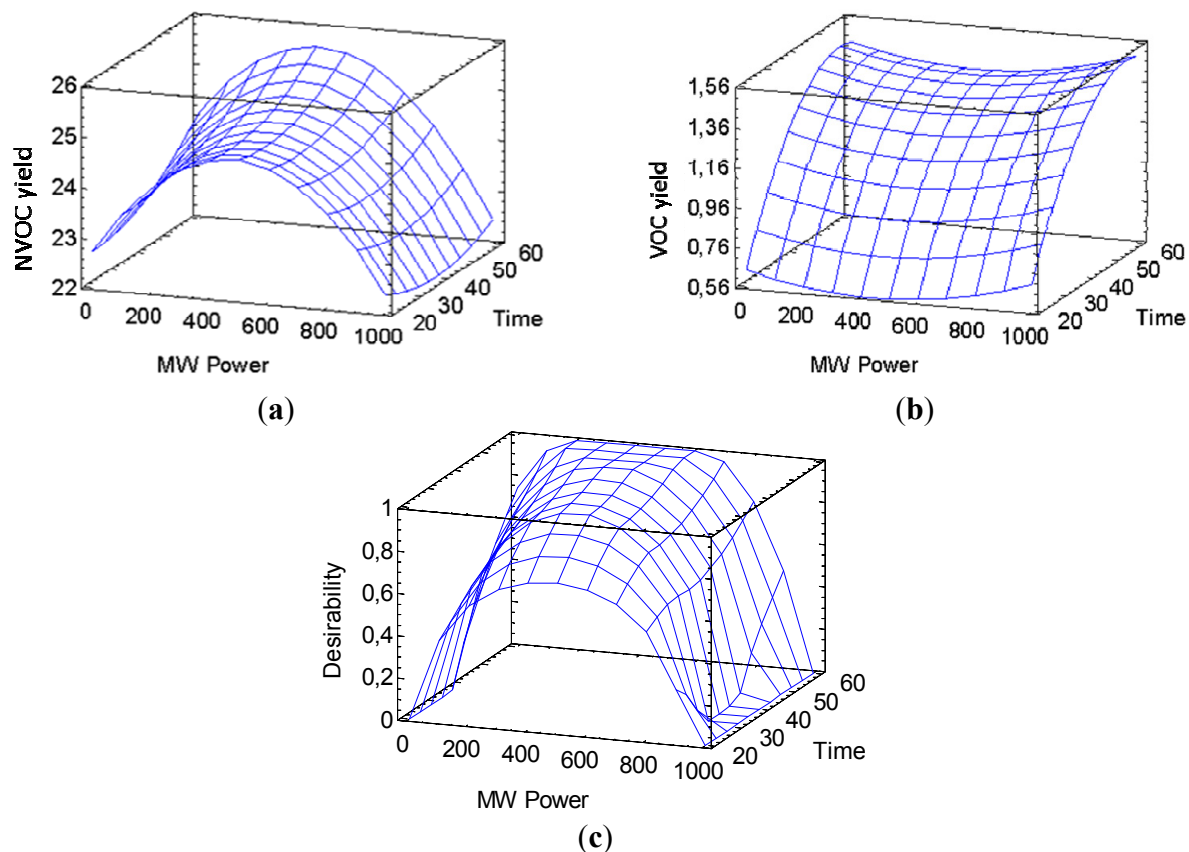 26
25
24
23
22
NVOC yield
0 200 400 600 800 1000
MW Power
20 30 40 50 60
Time
(a)
1,56
1,36
1,16
0,96
0,76
0,56
VOC yield
0 200 400 600 800 1000
MW Power
20 30 40 50 60
Time
(b)
1
0,8
0,6
0,4
0,2
0
Desirability
0 200 400 600 800 1000
MW Power
20 30 40 50 60
Time
(c)